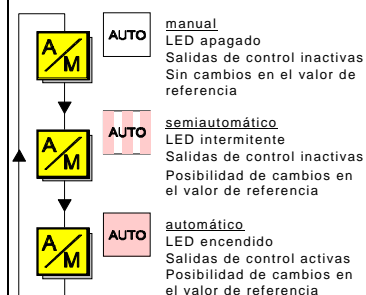 A/M
AUTO
manual
LED apagado
Salidas de control inactivas
Sin cambios en el valor de
referencia
A/M
AUTO
semiautomático
LED intermitente
Salidas de control inactivas
Posibilidad de cambios en
el valor de referencia
A/M
AUTO
automático
LED encendido
Salidas de control activas
Posibilidad de cambios en
el valor de referencia